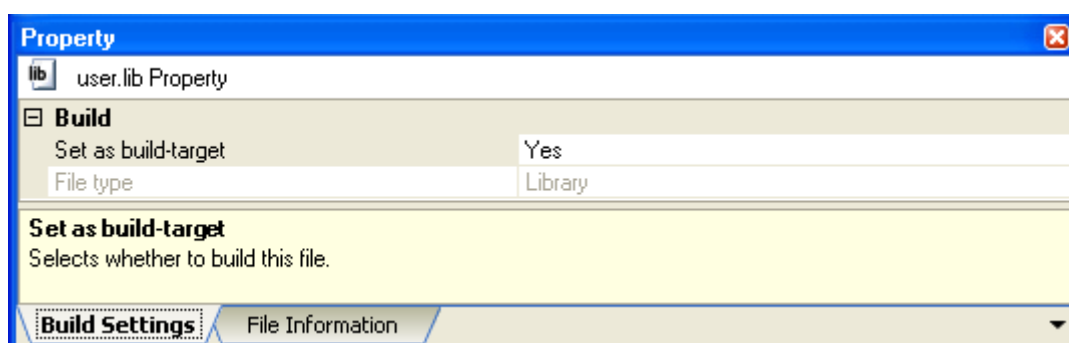 Property
lib user.lib Property
Build
Set as build-target Yes
File type Library
Set as build-target
Selects whether to build this file.
Build Settings File Information